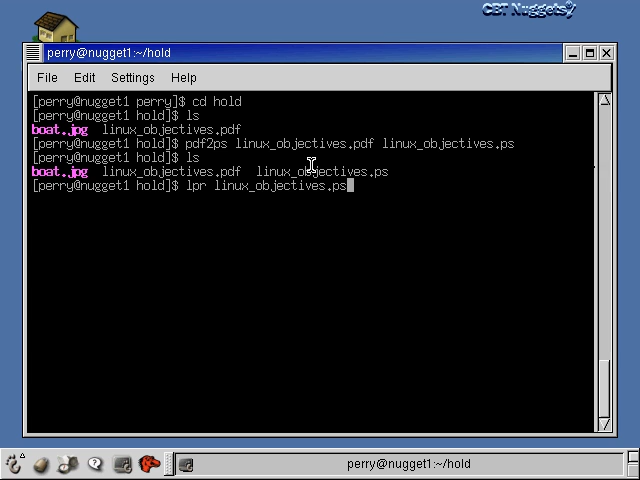 CBT Nuggets
perry@nugget1:~/hold
File Edit Settings Help
[perry@nugget1 perry]$ cd hold
[perry@nugget1 hold]$ ls
boat.jpg linux_objectives.pdf
[perry@nugget1 hold]$ pdf2ps linux_objectives.pdf linux_objectives.ps
[perry@nugget1 hold]$ ls
boat.jpg linux_objectives.pdf linux_objectives.ps
[perry@nugget1 hold]$ lpr linux_objectives.ps
perry@nugget1:~/hold